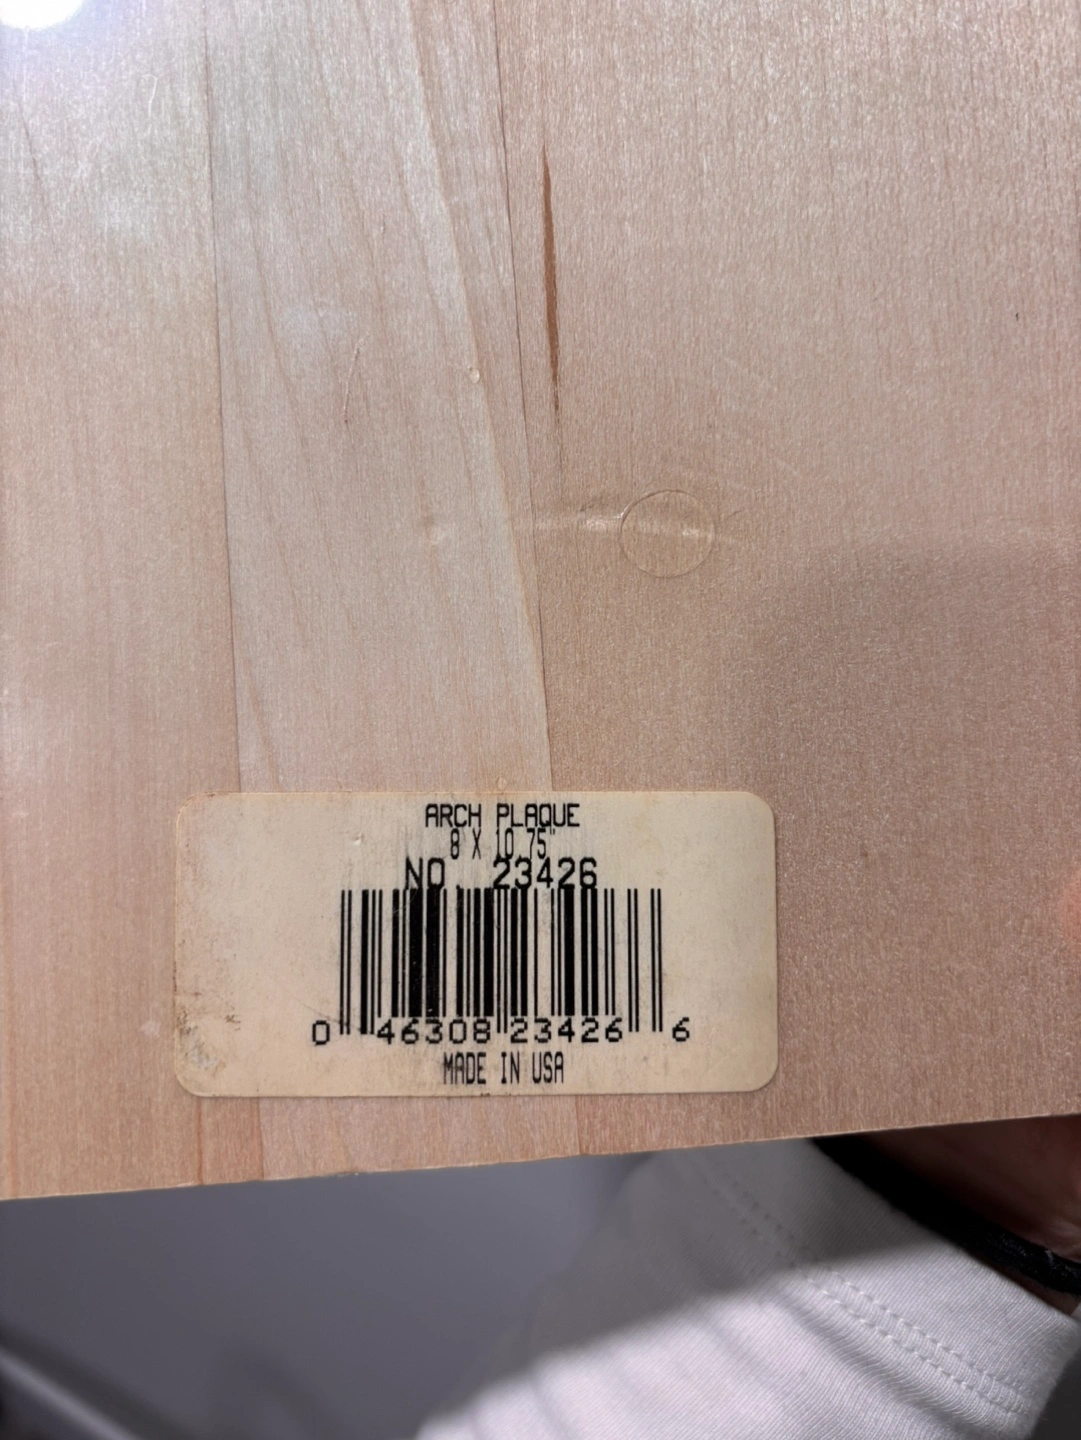 ARCH PLAQUE
8 X 10.75"
NO. 23426
0 46308 23426 6
MADE IN USA